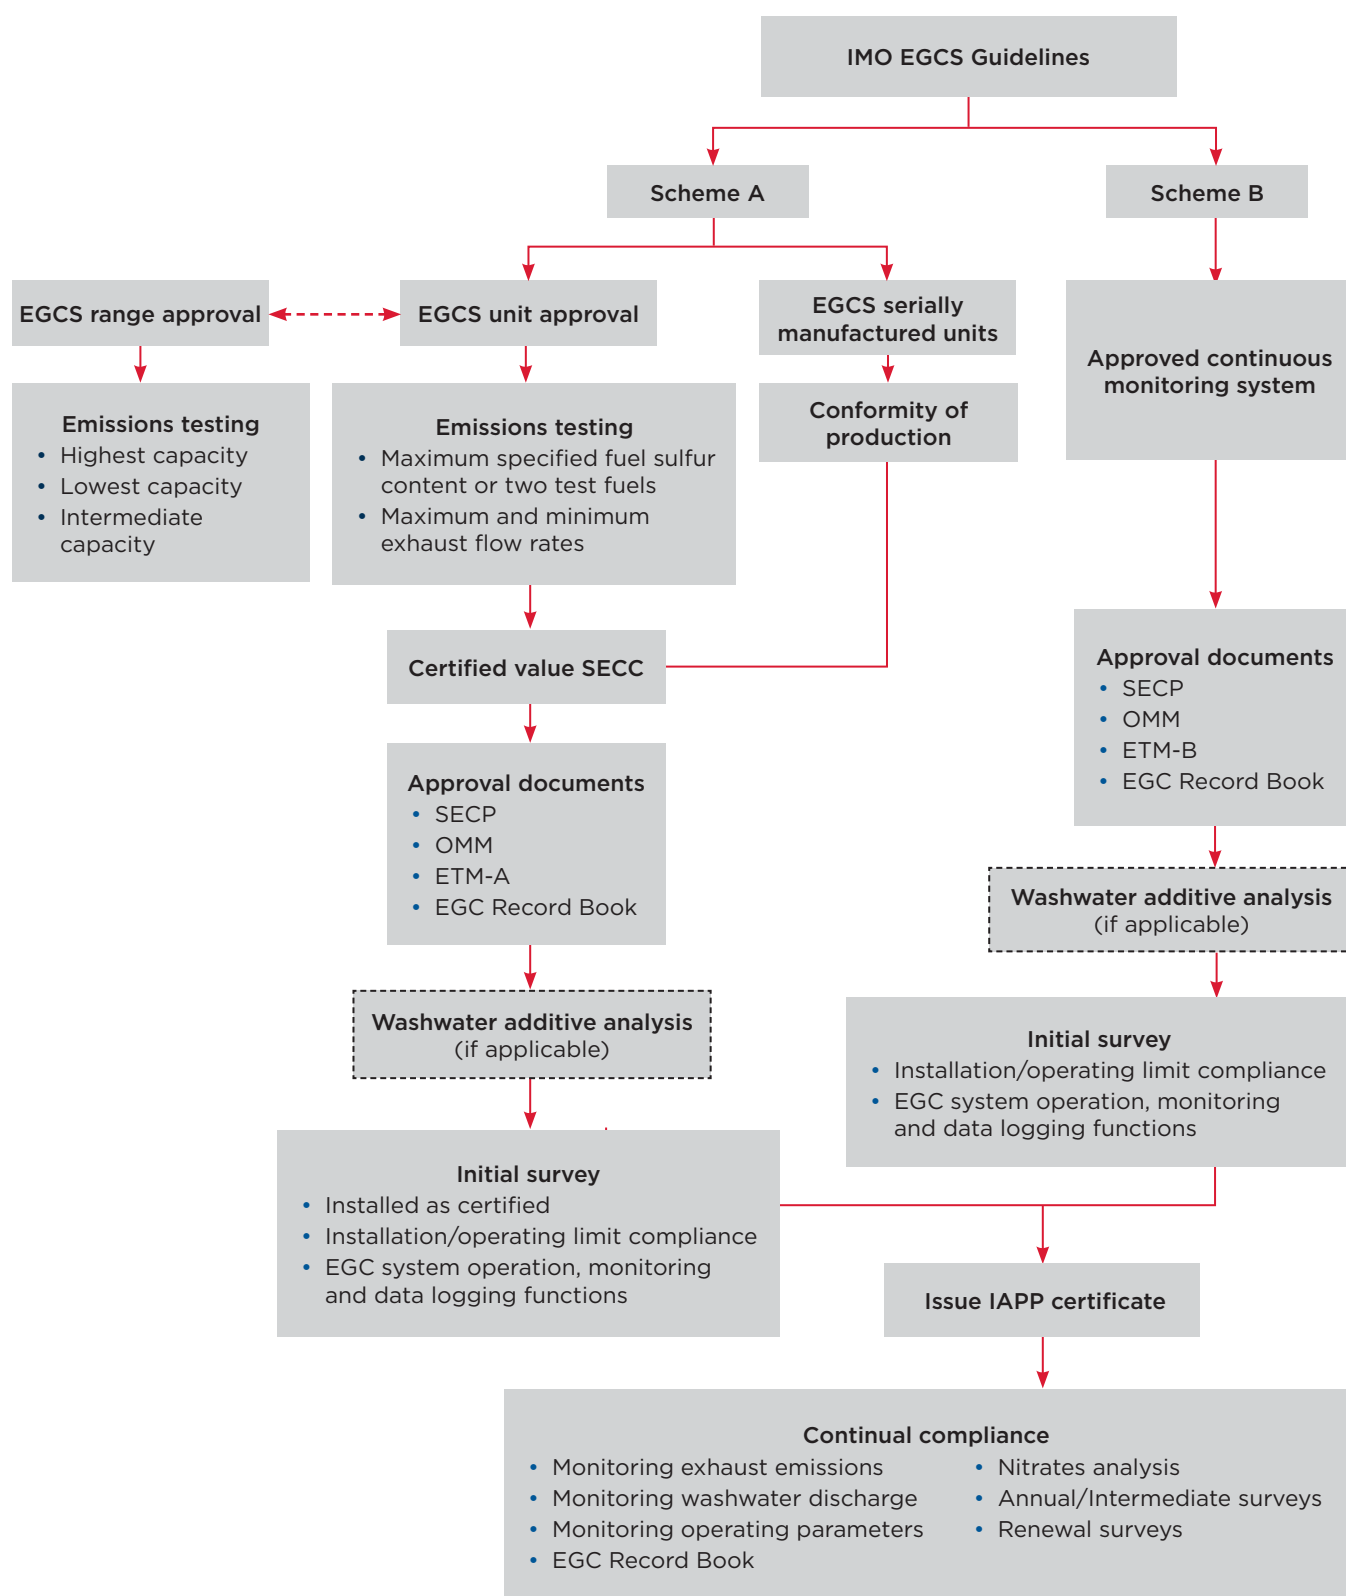 IMO EGCS Guidelines
Scheme A
Scheme B
EGCS range approval
EGCS unit approval
EGCS serially
manufactured units
Approved continuous
monitoring system
Emissions testing
• Highest capacity
• Lowest capacity
• Intermediate
capacity
Emissions testing
• Maximum specified fuel sulfur
content or two test fuels
• Maximum and minimum
exhaust flow rates
Conformity of
production
Certified value SECC
Approval documents
• SECP
• OMM
• ETM-B
• EGC Record Book
Approval documents
• SECP
• OMM
• ETM-A
• EGC Record Book
Washwater additive analysis
(if applicable)
Washwater additive analysis
(if applicable)
Initial survey
• Installation/operating limit compliance
• EGC system operation, monitoring
and data logging functions
Initial survey
• Installed as certified
• Installation/operating limit compliance
• EGC system operation, monitoring
and data logging functions
Issue IAPP certificate
Continual compliance
• Monitoring exhaust emissions
• Monitoring washwater discharge
• Monitoring operating parameters
• EGC Record Book
• Nitrates analysis
• Annual/Intermediate surveys
• Renewal surveys